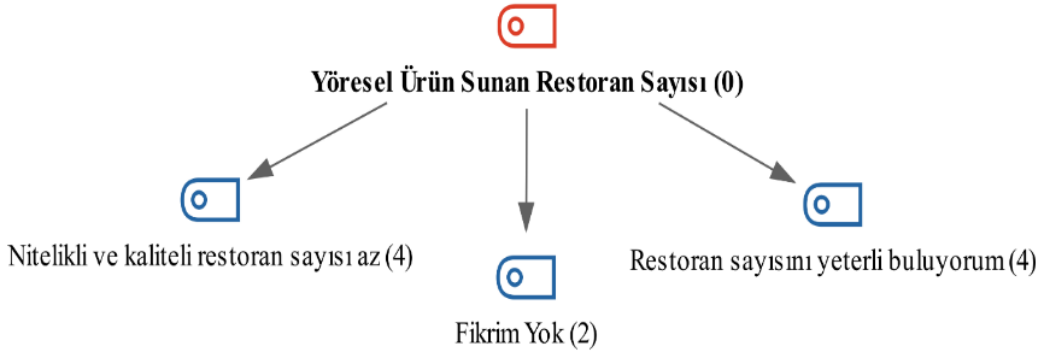 Yöresel Ürün Sunan Restoran Sayısı (0)
Nitelikli ve kaliteli restoran sayısı az (4)
Restoran sayısını yeterli buluyorum (4)
Fikrim Yok (2)